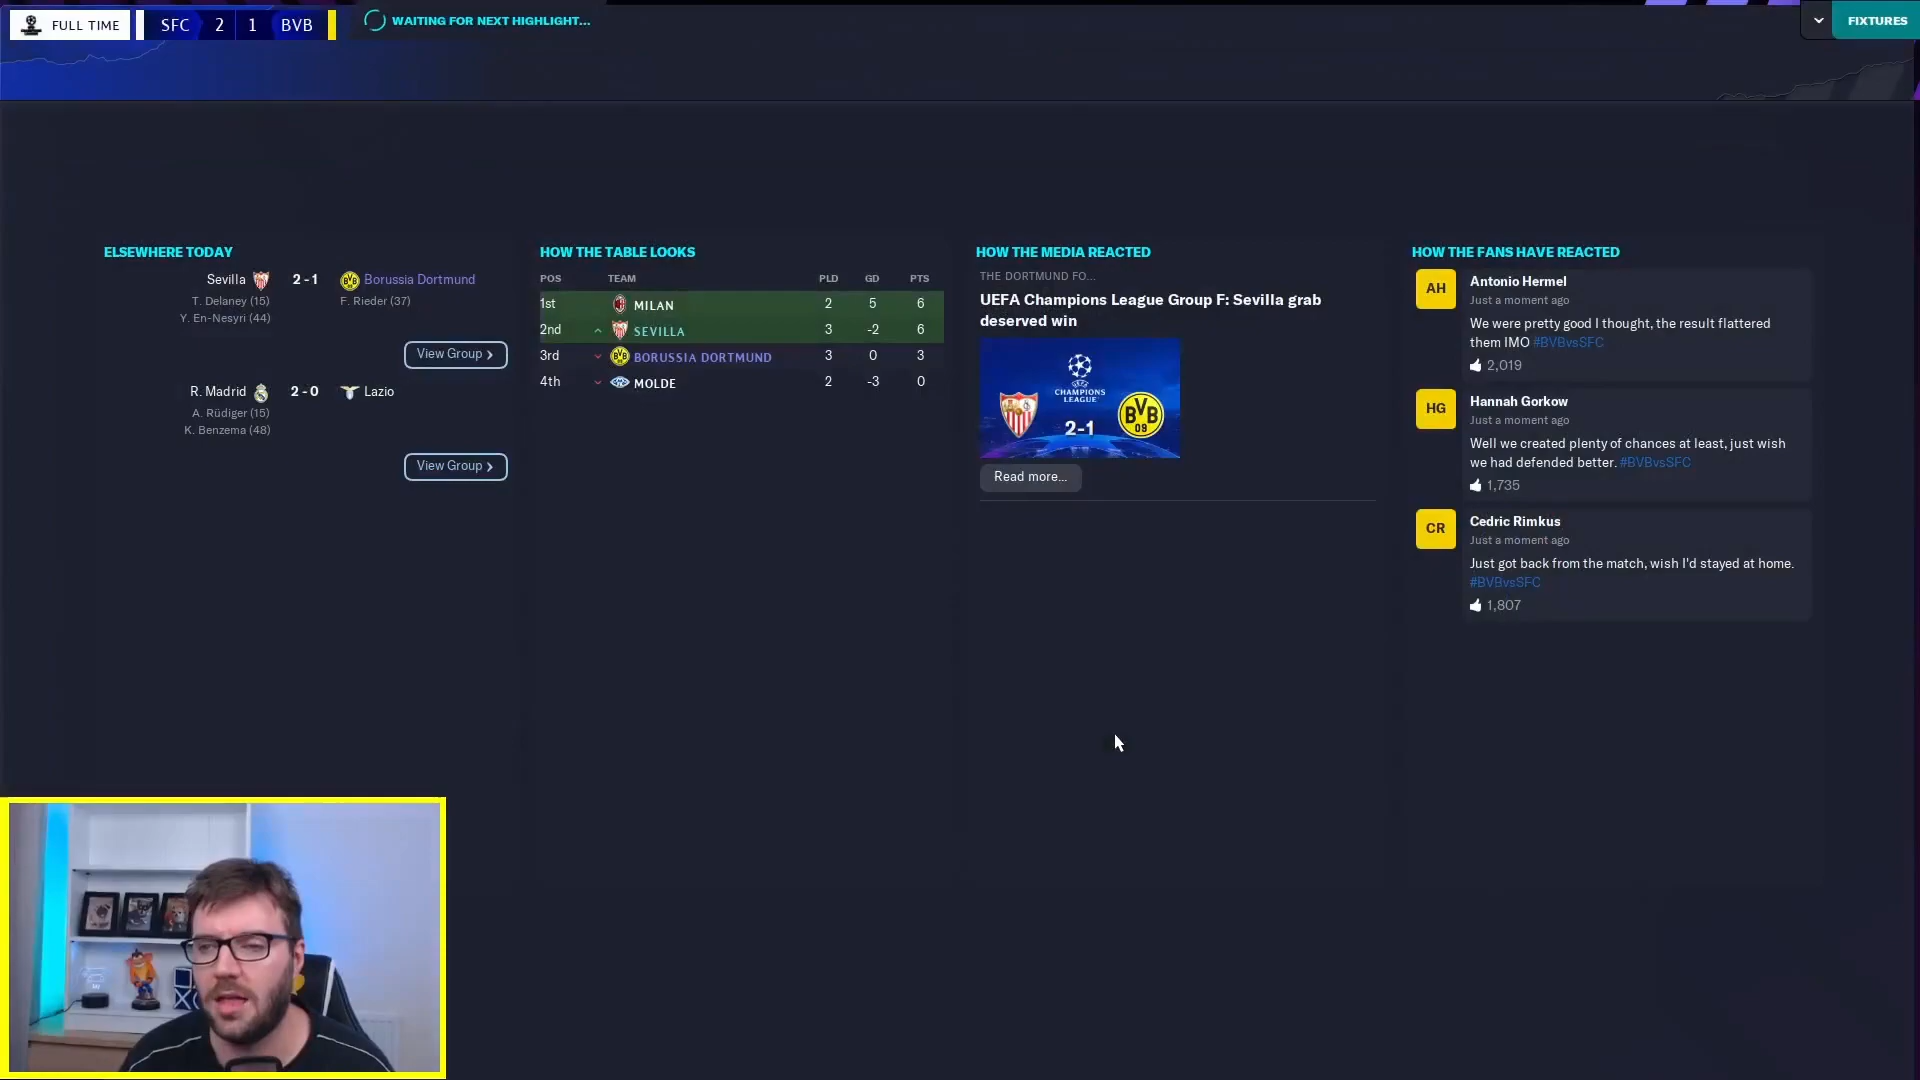 FULL TIME
SFC 2 1 BVB
WAITING FOR NEXT HIGHLIGHT...
FIXTURES
ELSEWHERE TODAY
Sevilla 2 - 1 Borussia Dortmund
T. Delaney (15) F. Rieder (37)
Y. En-Nesyri (44)
View Group
R. Madrid 2 - 0 Lazio
A. Rüdiger (15)
K. Benzema (48)
View Group
HOW THE TABLE LOOKS
POS TEAM PLD GD PTS
1st MILAN 2 5 6
2nd SEVILLA 3 -2 6
3rd BORUSSIA DORTMUND 3 0 3
4th MOLDE 2 -3 0
HOW THE MEDIA REACTED
THE DORTMUND FO...
UEFA Champions League Group F: Sevilla grab
deserved win
UEFA
CHAMPIONS
LEAGUE
BVB
09
2-1
Read more...
HOW THE FANS HAVE REACTED
AH
Antonio Hermel
Just a moment ago
We were pretty good I thought, the result flattered
them IMO #BVBvsSFC
2,019
HG
Hannah Gorkow
Just a moment ago
Well we created plenty of chances at least, just wish
we had defended better. #BVBvsSFC
1,735
CR
Cedric Rimkus
Just a moment ago
Just got back from the match, wish I'd stayed at home.
#BVBvsSFC
1,807